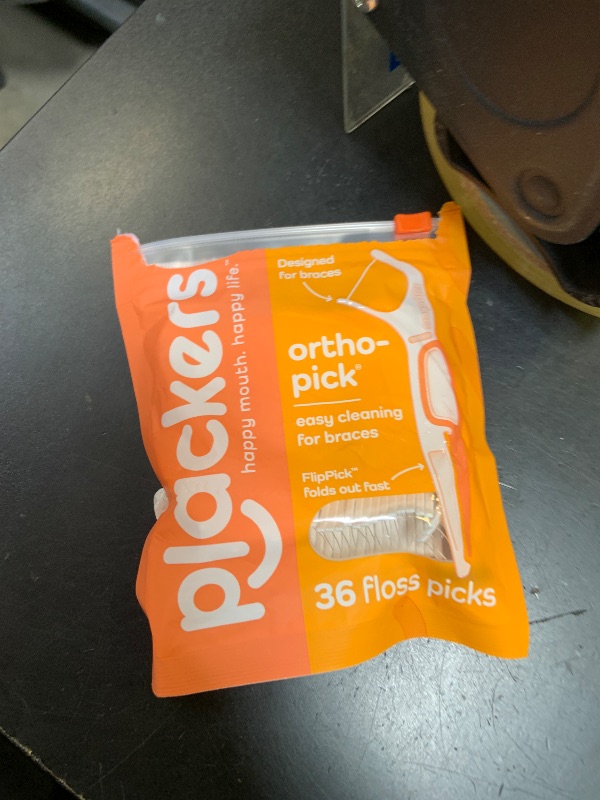 plackers
happy mouth. happy life.™
Designed
for braces
ortho-
pick®
easy cleaning
for braces
FlipPick™
folds out fast
36 floss picks